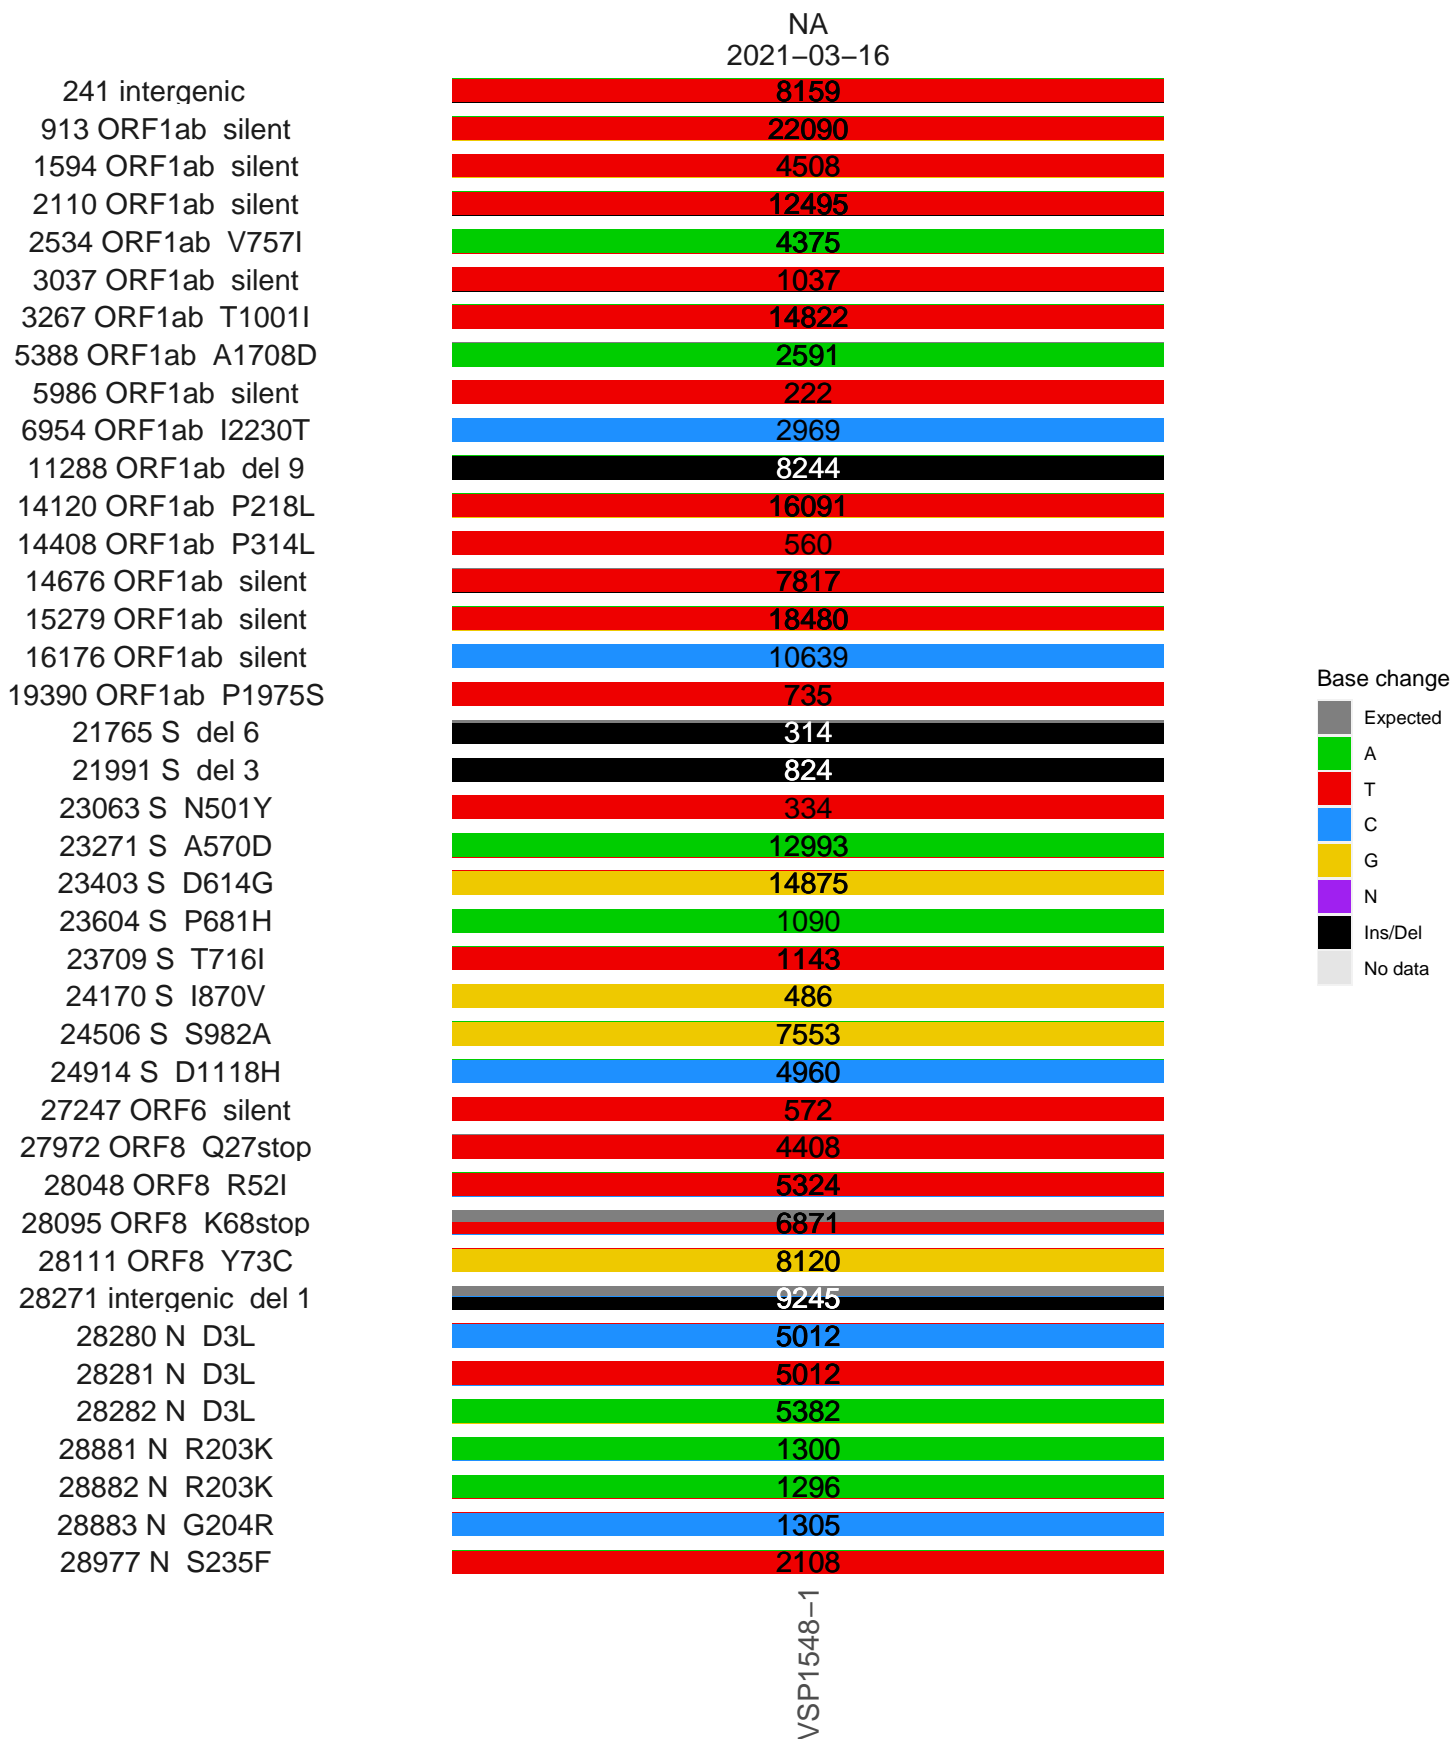 NA
2021−03−16
241 intergenic 8159
913 ORF1ab silent 22090
1594 ORF1ab silent 4508
2110 ORF1ab silent 12495
2534 ORF1ab V757I 4375
3037 ORF1ab silent 1037
3267 ORF1ab T1001I 14822
5388 ORF1ab A1708D 2591
5986 ORF1ab silent 222
6954 ORF1ab I2230T 2969
11288 ORF1ab del 9 8244
14120 ORF1ab P218L 16091
14408 ORF1ab P314L 560
14676 ORF1ab silent 7817
15279 ORF1ab silent 18480
16176 ORF1ab silent 10639
19390 ORF1ab P1975S 735
21765 S del 6 314
21991 S del 3 824
23063 S N501Y 334
23271 S A570D 12993
23403 S D614G 14875
23604 S P681H 1090
23709 S T716I 1143
24170 S I870V 486
24506 S S982A 7553
24914 S D1118H 4960
27247 ORF6 silent 572
27972 ORF8 Q27stop 4408
28048 ORF8 R52I 5324
28095 ORF8 K68stop 6871
28111 ORF8 Y73C 8120
28271 intergenic del 1 9245
28280 N D3L 5012
28281 N D3L 5012
28282 N D3L 5382
28881 N R203K 1300
28882 N R203K 1296
28883 N G204R 1305
28977 N S235F 2108
VSP1548−1
Base change
Expected
A
T
C
G
N
Ins/Del
No data